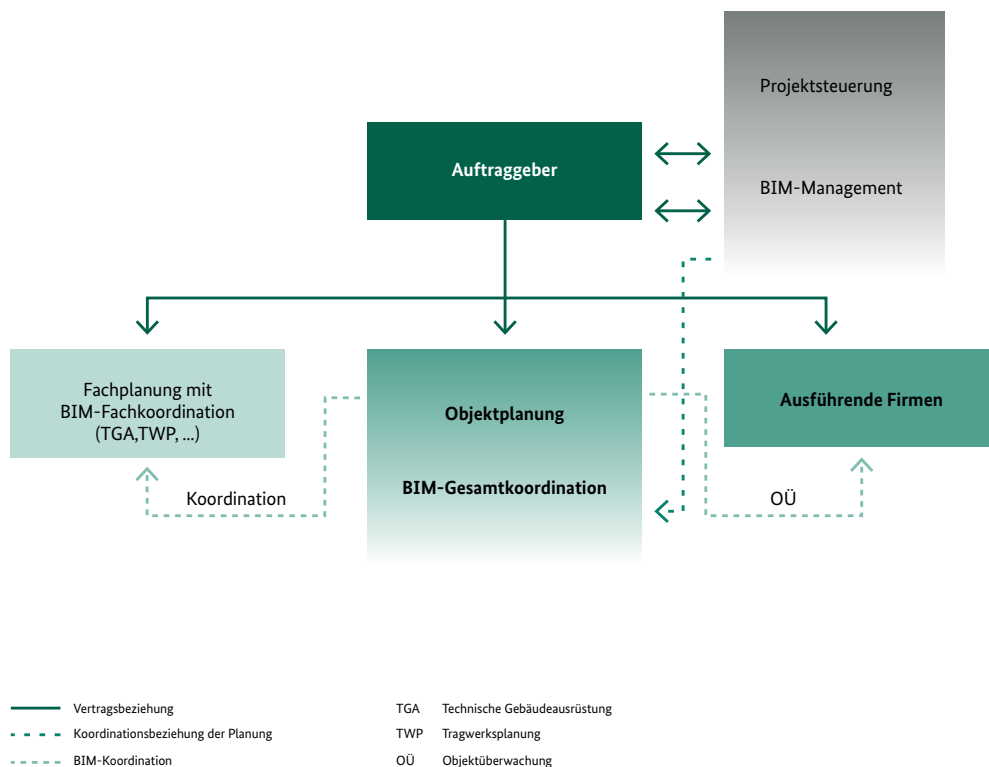 Projektsteuerung
BIM-Management
Auftraggeber
Fachplanung mit
BIM-Fachkoordination
(TGA,TWP, ...)
Objektplanung
BIM-Gesamtkoordination
Ausführende Firmen
Koordination
OÜ
Vertragsbeziehung
Koordinationsbeziehung der Planung
BIM-Koordination
TGA Technische Gebäudeausrüstung
TWP Tragwerksplanung
OÜ Objektüberwachung